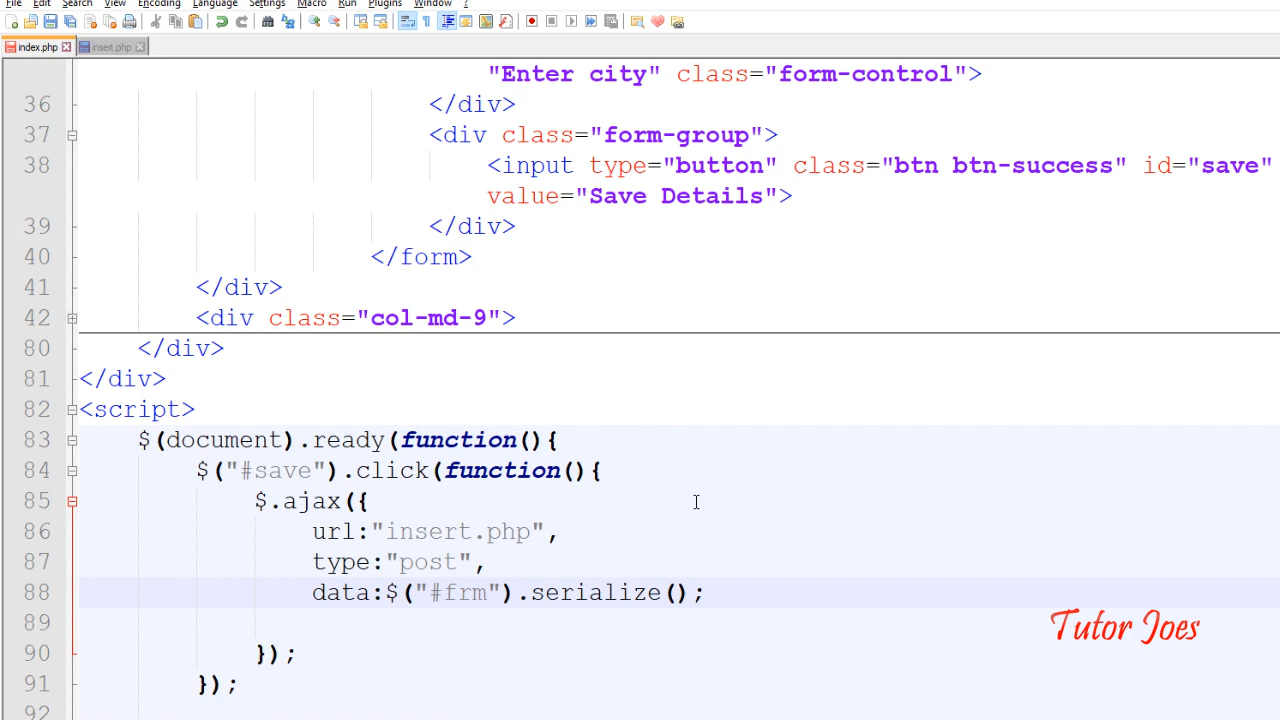 File Edit Search View Encoding Language Settings Macro Run Plugins Window ?
index.php insert.php
"Enter city" class="form-control">
36 </div>
37 <div class="form-group">
38 <input type="button" class="btn btn-success" id="save"
value="Save Details">
39 </div>
40 </form>
41 </div>
42 <div class="col-md-9">
80 </div>
81 </div>
82 <script>
83 $(document).ready(function(){
84 $("#save").click(function(){
85 $.ajax({
86 url:"insert.php",
87 type:"post",
88 data:$("#frm").serialize();
89
Tutor Joes
90 });
91 });
92